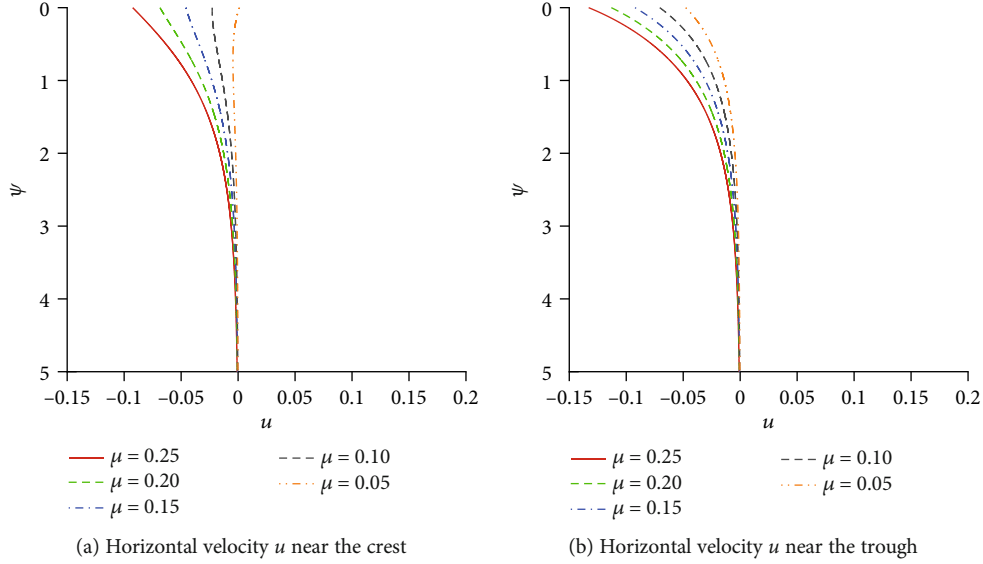 0
1
2
3
4
5
ψ
–0.15 –0.1 –0.05 0 0.05 0.1 0.15 0.2
u
μ = 0.25
μ = 0.20
μ = 0.15
μ = 0.10
μ = 0.05
(a) Horizontal velocity u near the crest
0
1
2
3
4
5
ψ
–0.15 –0.1 –0.05 0 0.05 0.1 0.15 0.2
u
μ = 0.25
μ = 0.20
μ = 0.15
μ = 0.10
μ = 0.05
(b) Horizontal velocity u near the trough